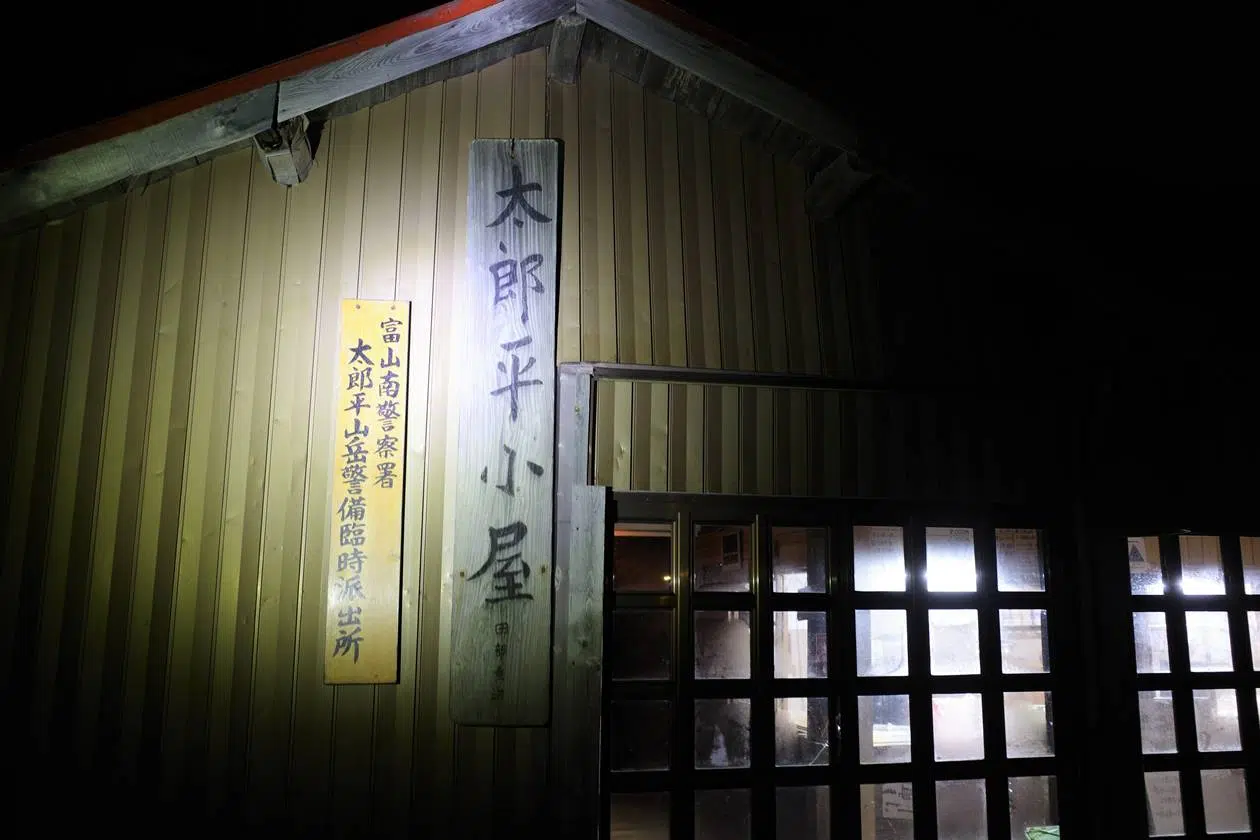 太郎平小屋
富山南警察署
太郎平山岳警備臨時派出所